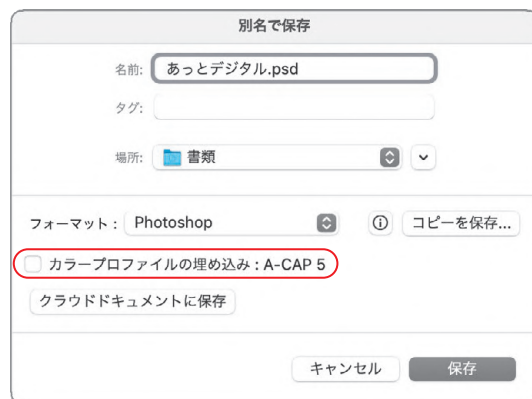 別名で保存
名前: あっとデジタル.psd
タグ:
場所: 書類
フォーマット: Photoshop コピーを保存...
カラープロファイルの埋め込み : A-CAP 5
クラウドドキュメントに保存
キャンセル 保存